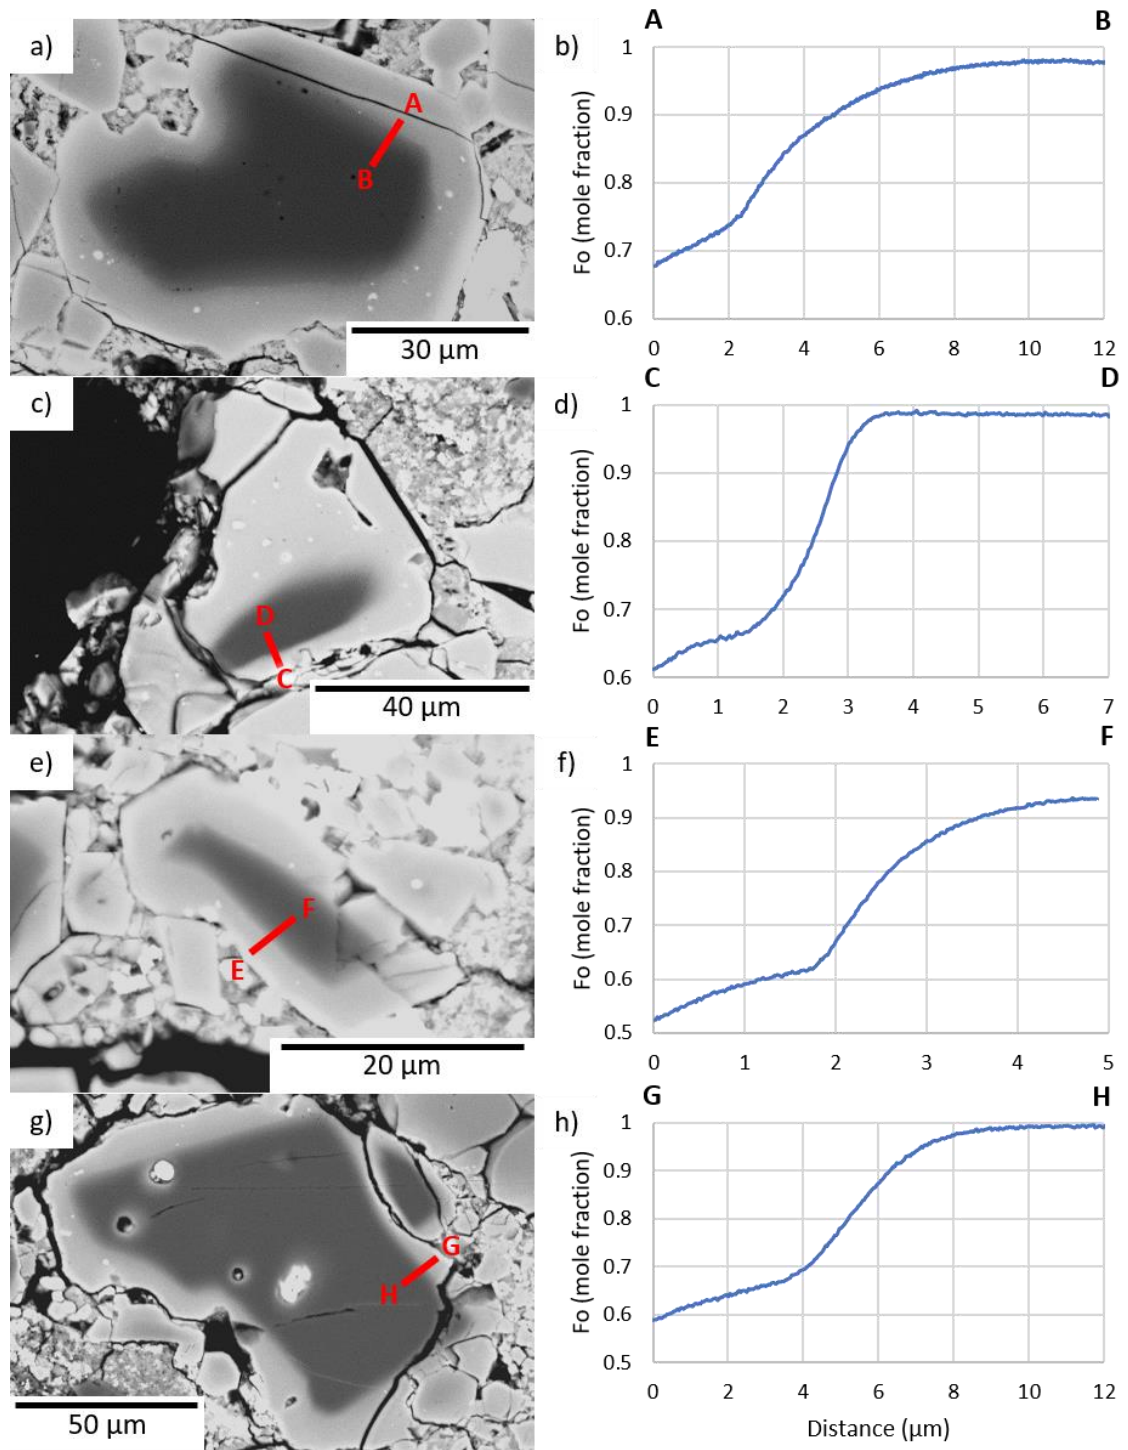 a)
A
B
30 µm
b)
A B
Fo (mole fraction)
1
0.9
0.8
0.7
0.6
0 2 4 6 8 10 12
c)
D
C
40 µm
d)
C D
Fo (mole fraction)
1
0.9
0.8
0.7
0.6
0 1 2 3 4 5 6 7
e)
F
E
20 µm
f)
E F
Fo (mole fraction)
1
0.9
0.8
0.7
0.6
0.5
0 1 2 3 4 5
g)
G
H
50 µm
h)
G H
Fo (mole fraction)
1
0.9
0.8
0.7
0.6
0.5
0 2 4 6 8 10 12
Distance (µm)